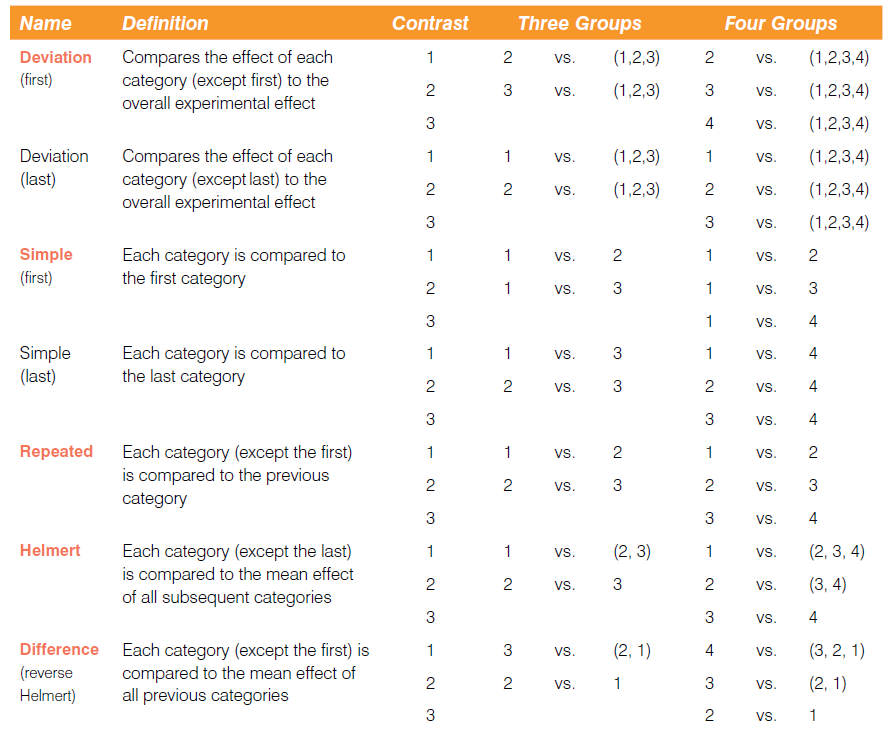 Name Definition Contrast Three Groups Four Groups
Deviation Compares the effect of each 1 2 vs. (1,2,3) 2 vs. (1,2,3,4)
(first) category (except first) to the
overall experimental effect 2 3 vs. (1,2,3) 3 vs. (1,2,3,4)
3 4 vs. (1,2,3,4)
Deviation Compares the effect of each 1 1 vs. (1,2,3) 1 vs. (1,2,3,4)
(last) category (except last) to the
overall experimental effect 2 2 vs. (1,2,3) 2 vs. (1,2,3,4)
3 3 vs. (1,2,3,4)
Simple Each category is compared to 1 1 vs. 2 1 vs. 2
(first) the first category
2 1 vs. 3 1 vs. 3
3 1 vs. 4
Simple Each category is compared to 1 1 vs. 3 1 vs. 4
(last) the last category
2 2 vs. 3 2 vs. 4
3 3 vs. 4
Repeated Each category (except the first) 1 1 vs. 2 1 vs. 2
is compared to the previous
category 2 2 vs. 3 2 vs. 3
3 3 vs. 4
Helmert Each category (except the last) 1 1 vs. (2, 3) 1 vs. (2, 3, 4)
is compared to the mean effect
of all subsequent categories 2 2 vs. 3 2 vs. (3, 4)
3 3 vs. 4
Difference Each category (except the first) is 1 3 vs. (2, 1) 4 vs. (3, 2, 1)
(reverse compared to the mean effect of
Helmert) all previous categories 2 2 vs. 1 3 vs. (2, 1)
3 2 vs. 1